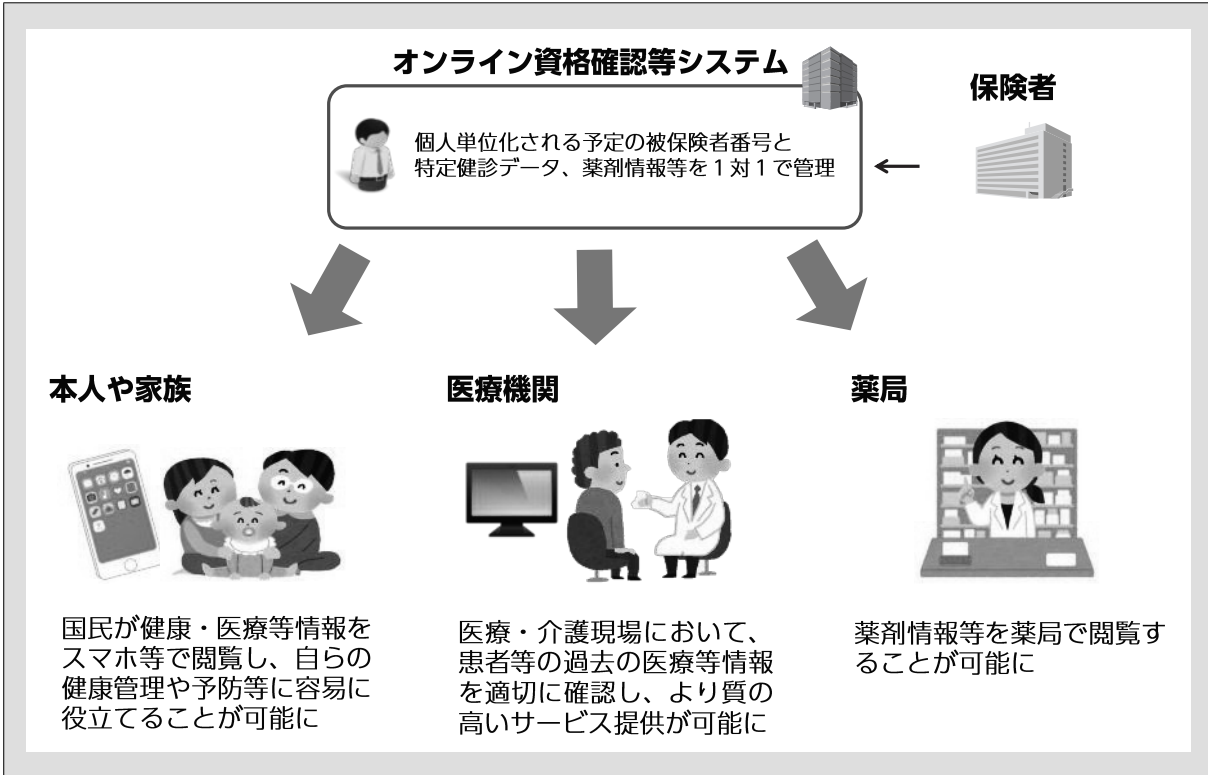 オンライン資格確認等システム
保険者
個人単位化される予定の被保険者番号と
特定健診データ、薬剤情報等を１対１で管理
本人や家族
医療機関
薬局
国民が健康・医療等情報を
スマホ等で閲覧し、自らの
健康管理や予防等に容易に
役立てることが可能に
医療・介護現場において、
患者等の過去の医療等情報
を適切に確認し、より質の
高いサービス提供が可能に
薬剤情報等を薬局で閲覧す
ることが可能に